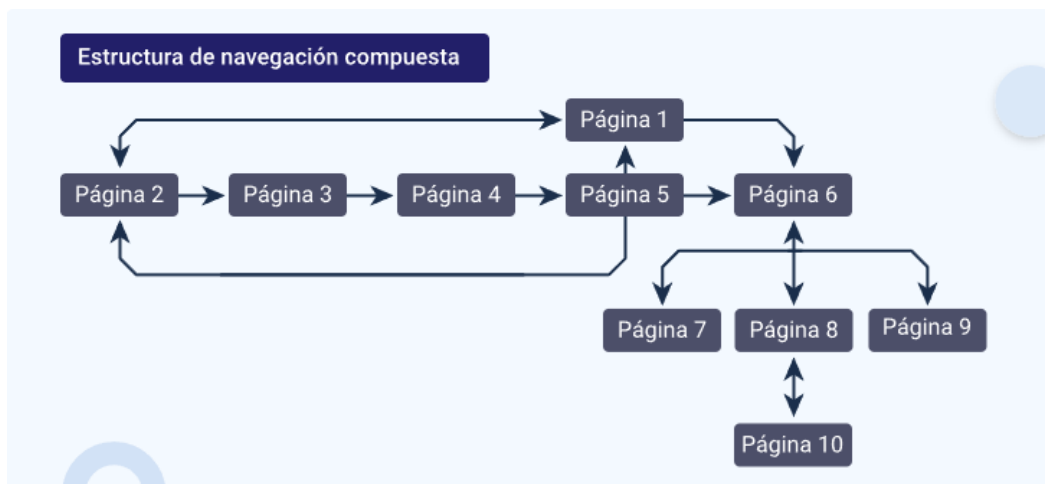 Estructura de navegación compuesta
Página 1
Página 2
Página 3
Página 4
Página 5
Página 6
Página 7
Página 8
Página 9
Página 10